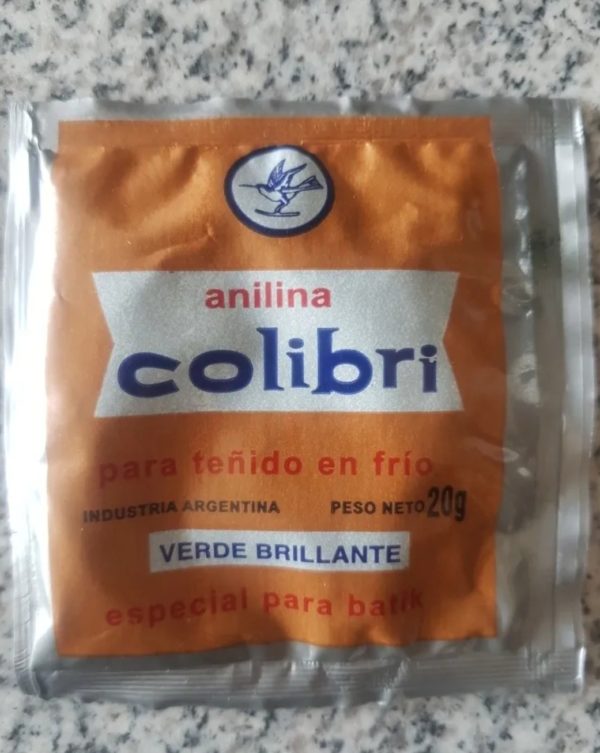 anilina
colibri
para teñido en frío
INDUSTRIA ARGENTINA PESO NETO 20g
VERDE BRILLANTE
especial para batik